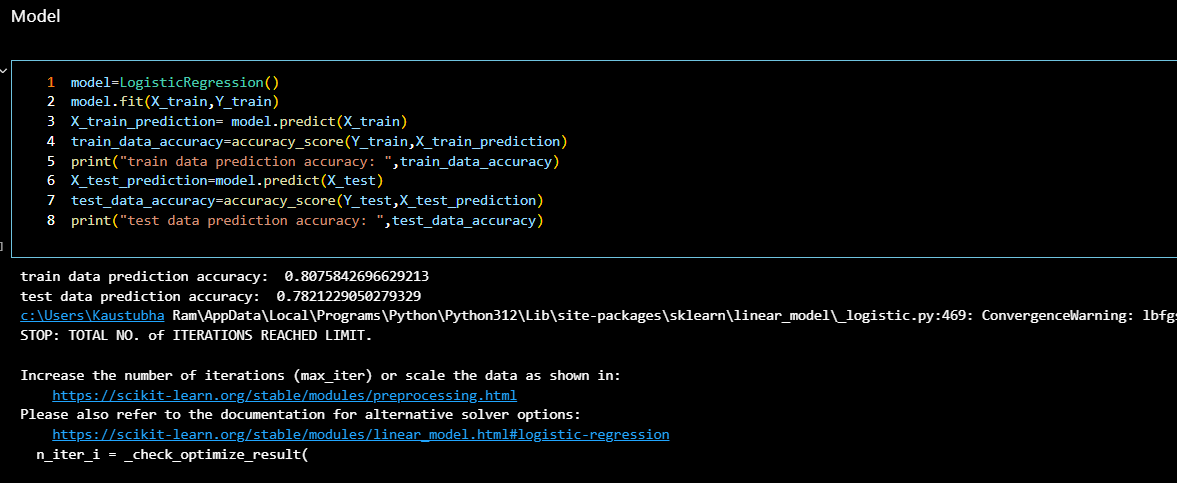 Model
1 model=LogisticRegression()
2 model.fit(X_train,Y_train)
3 X_train_prediction= model.predict(X_train)
4 train_data_accuracy=accuracy_score(Y_train,X_train_prediction)
5 print("train data prediction accuracy: ",train_data_accuracy)
6 X_test_prediction=model.predict(X_test)
7 test_data_accuracy=accuracy_score(Y_test,X_test_prediction)
8 print("test data prediction accuracy: ",test_data_accuracy)
]
train data prediction accuracy:  0.8075842696629213
test data prediction accuracy:  0.7821229050279329
c:\Users\Kaustubha Ram\AppData\Local\Programs\Python\Python312\Lib\site-packages\sklearn\linear_model\_logistic.py:469: ConvergenceWarning: lbfgs
STOP: TOTAL NO. of ITERATIONS REACHED LIMIT.
Increase the number of iterations (max_iter) or scale the data as shown in:
https://scikit-learn.org/stable/modules/preprocessing.html
Please also refer to the documentation for alternative solver options:
https://scikit-learn.org/stable/modules/linear_model.html#logistic-regression
n_iter_i = _check_optimize_result(